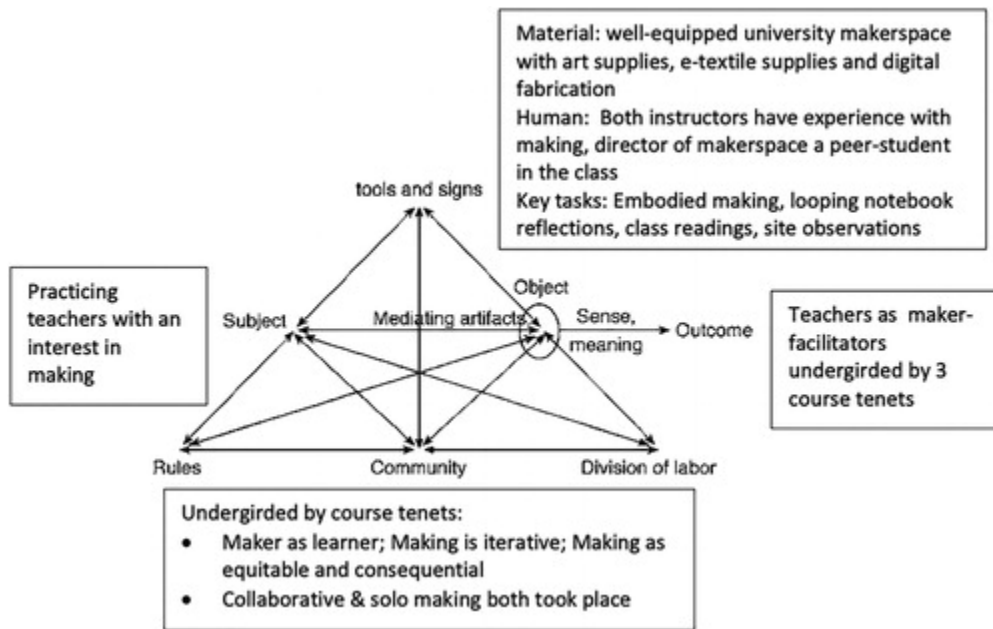 Material: well-equipped university makerspace
with art supplies, e-textile supplies and digital
fabrication
Human: Both instructors have experience with
making, director of makerspace a peer-student
in the class
Key tasks: Embodied making, looping notebook
reflections, class readings, site observations
tools and signs
Practicing
teachers with an
interest in
making
Subject
Mediating artifacts
Object
Sense,
meaning
Outcome
Teachers as maker-
facilitators
undergirded by 3
course tenets
Rules
Community
Division of labor
Undergirded by course tenets:
• Maker as learner; Making is iterative; Making as
equitable and consequential
• Collaborative & solo making both took place